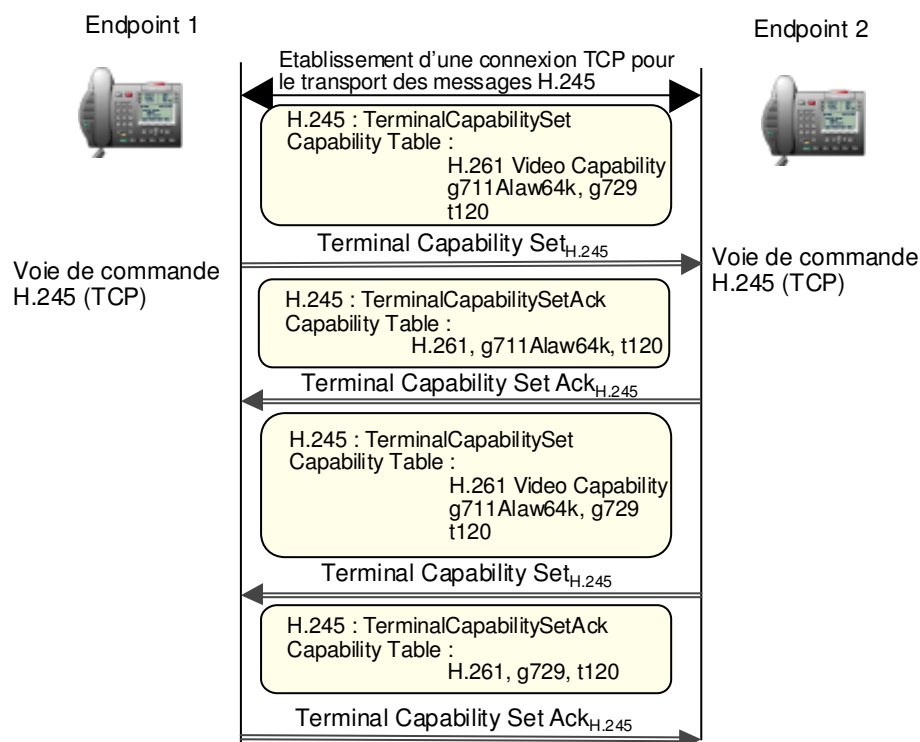 Endpoint 1
Endpoint 2
Etablissement d'une connexion TCP pour
le transport des messages H.245
H.245 : TerminalCapabilitySet
Capability Table :
H.261 Video Capability
g711Alaw64k, g729
t120
Terminal Capability Set H.245
Voie de commande
H.245 (TCP)
Voie de commande
H.245 (TCP)
H.245 : TerminalCapabilitySetAck
Capability Table :
H.261, g711Alaw64k, t120
Terminal Capability Set Ack H.245
H.245 : TerminalCapabilitySet
Capability Table :
H.261 Video Capability
g711Alaw64k, g729
t120
Terminal Capability Set H.245
H.245 : TerminalCapabilitySetAck
Capability Table :
H.261, g729, t120
Terminal Capability Set Ack H.245